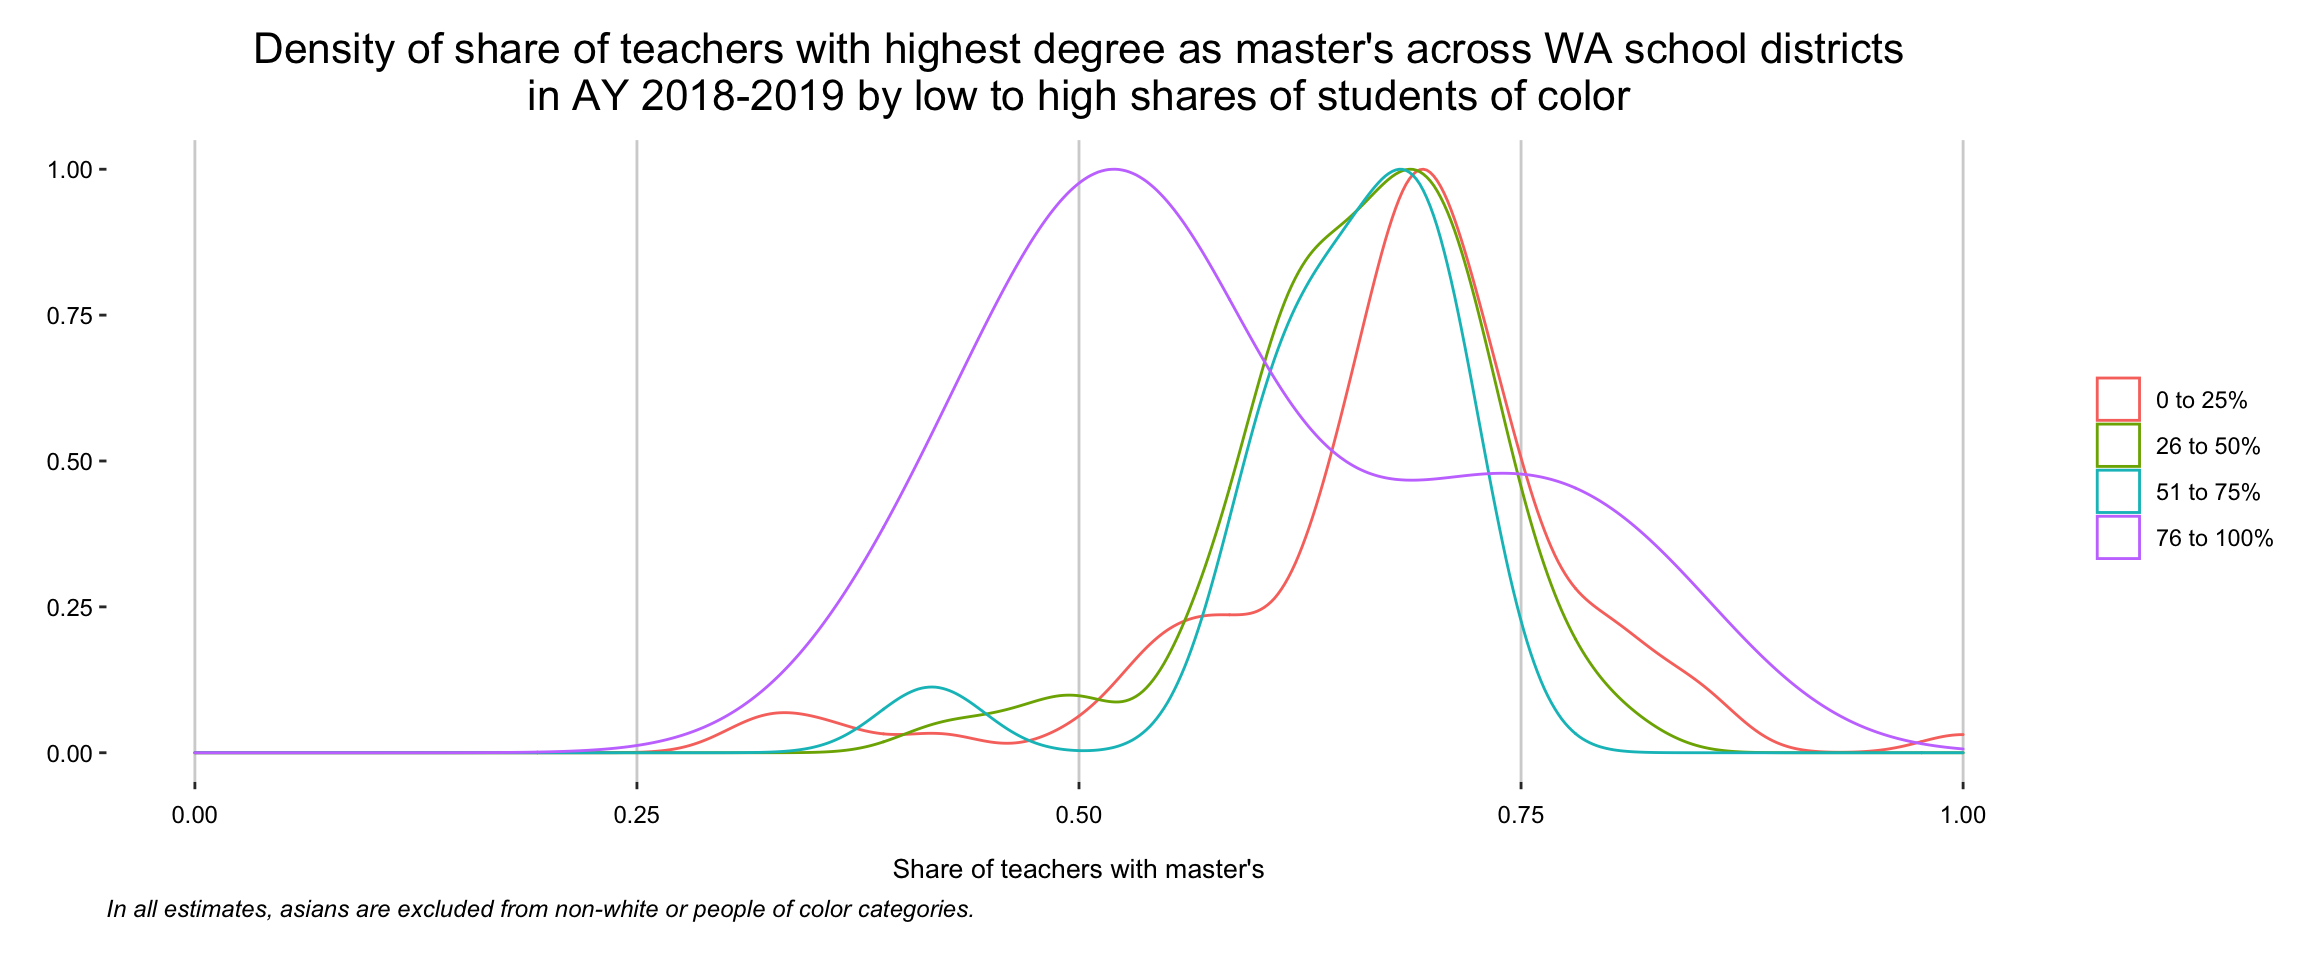 Density of share of teachers with highest degree as master's across WA school districts
in AY 2018-2019 by low to high shares of students of color
1.00
0.75
0.50
0.25
0.00
0.00
0.25
0.50
0.75
1.00
Share of teachers with master's
0 to 25%
26 to 50%
51 to 75%
76 to 100%
In all estimates, asians are excluded from non-white or people of color categories.